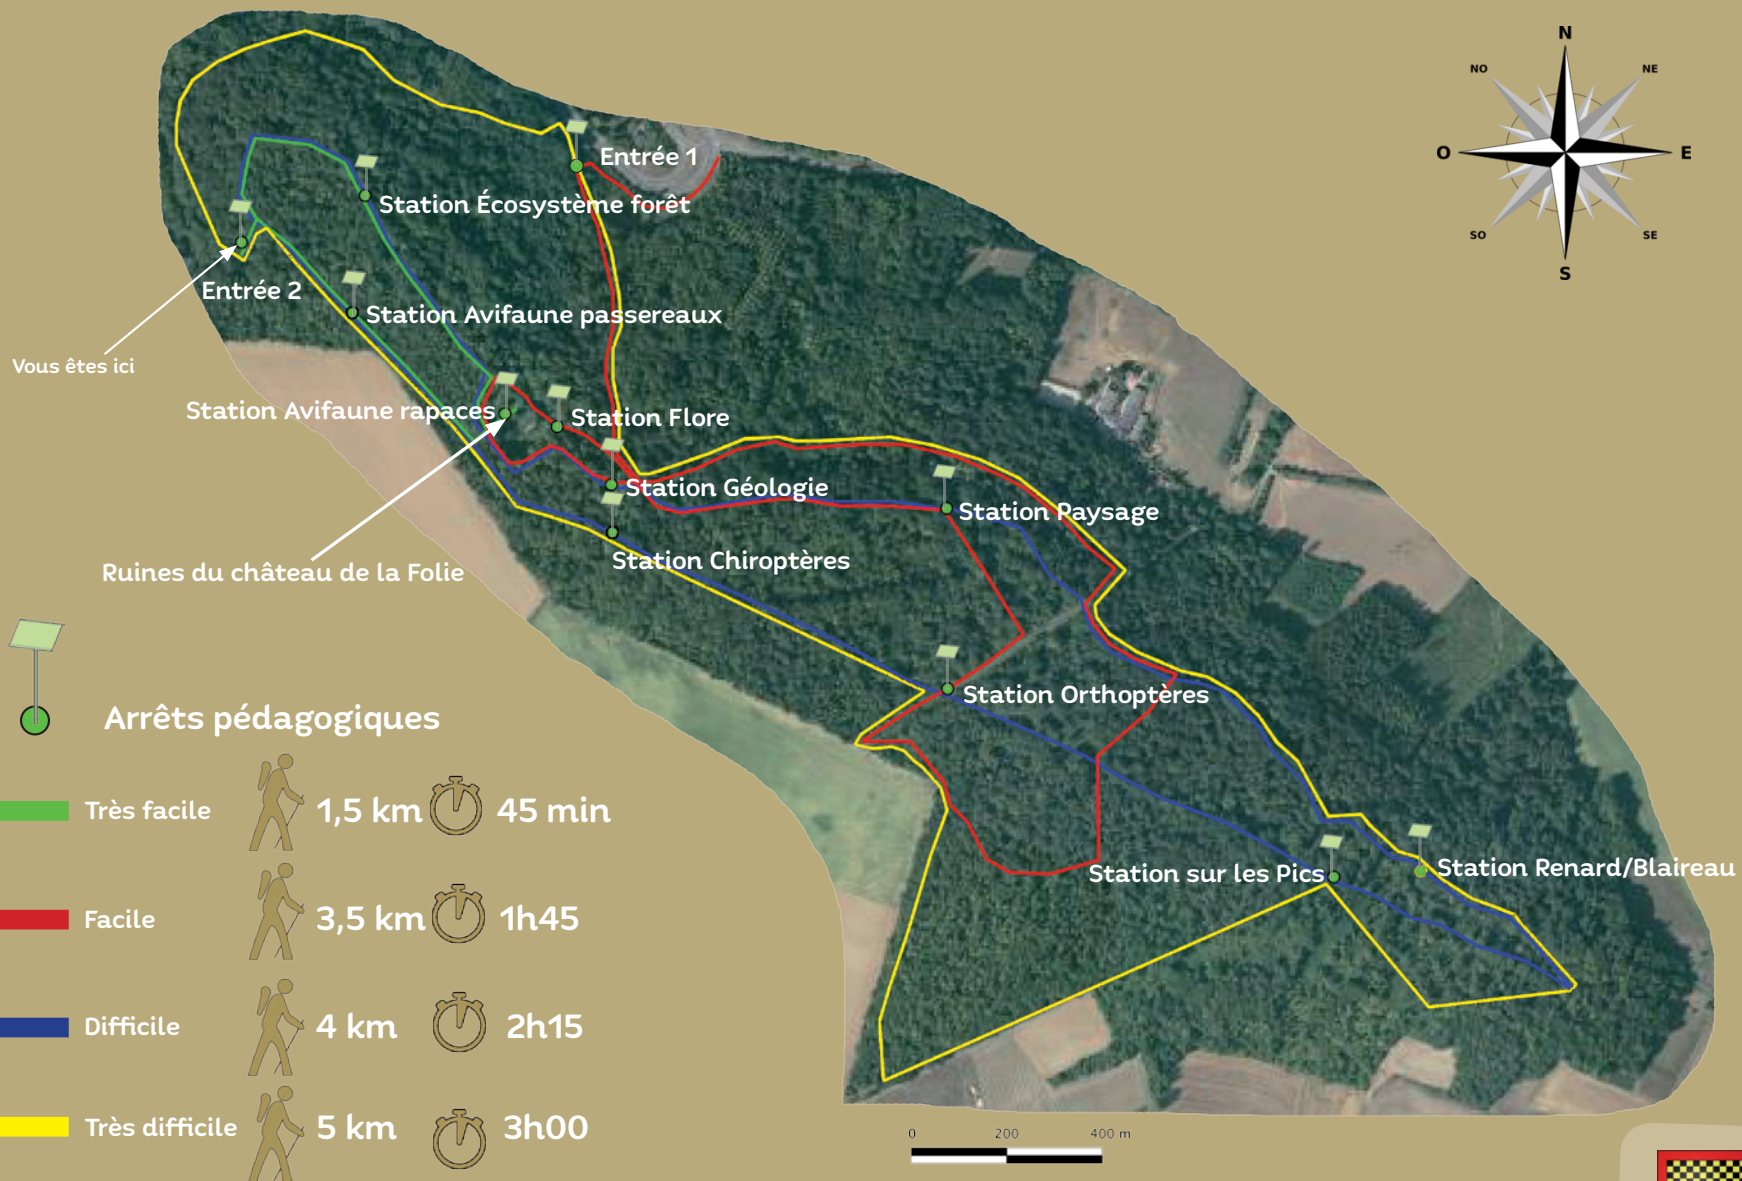 N
NO
NE
O
E
SO
SE
S
Entrée 1
Station Écosystème forêt
Entrée 2
Station Avifaune passereaux
Vous êtes ici
Station Avifaune rapaces
Station Flore
Station Géologie
Station Paysage
Station Chiroptères
Ruines du château de la Folie
Station Orthoptères
Arrêts pédagogiques
Très facile 1,5 km 45 min
Station sur les Pics
Station Renard/Blaireau
Facile 3,5 km 1h45
Difficile 4 km 2h15
Très difficile 5 km 3h00
0 200 400 m